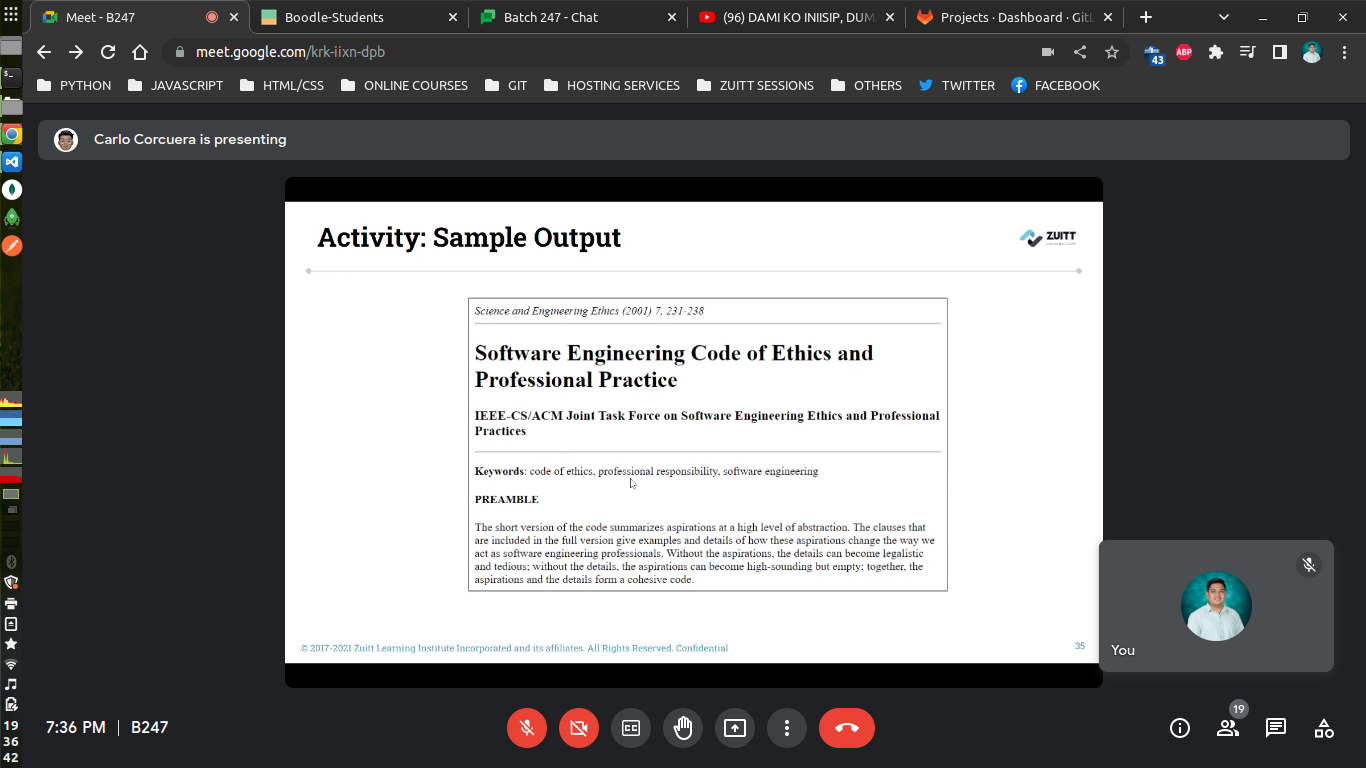 Meet - B247
Boodle-Students
Batch 247 - Chat
(96) DAMI KO INIISIP, DUM
Projects · Dashboard · GitL
meet.google.com/krk-iixn-dpb
43
ABP
PYTHON
JAVASCRIPT
HTML/CSS
ONLINE COURSES
GIT
HOSTING SERVICES
ZUITT SESSIONS
OTHERS
TWITTER
FACEBOOK
Carlo Corcuera is presenting
Activity: Sample Output
ZUITT
Science and Engineering Ethics (2001) 7, 231-238
Software Engineering Code of Ethics and
Professional Practice
IEEE-CS/ACM Joint Task Force on Software Engineering Ethics and Professional
Practices
Keywords: code of ethics, professional responsibility, software engineering
PREAMBLE
The short version of the code summarizes aspirations at a high level of abstraction. The clauses that
are included in the full version give examples and details of how these aspirations change the way we
act as software engineering professionals. Without the aspirations, the details can become legalistic
and tedious; without the details, the aspirations can become high-sounding but empty; together, the
aspirations and the details form a cohesive code.
© 2017-2021 Zuitt Learning Institute Incorporated and its affiliates. All Rights Reserved. Confidential
35
You
7:36 PM | B247
CC
19
19
36
42